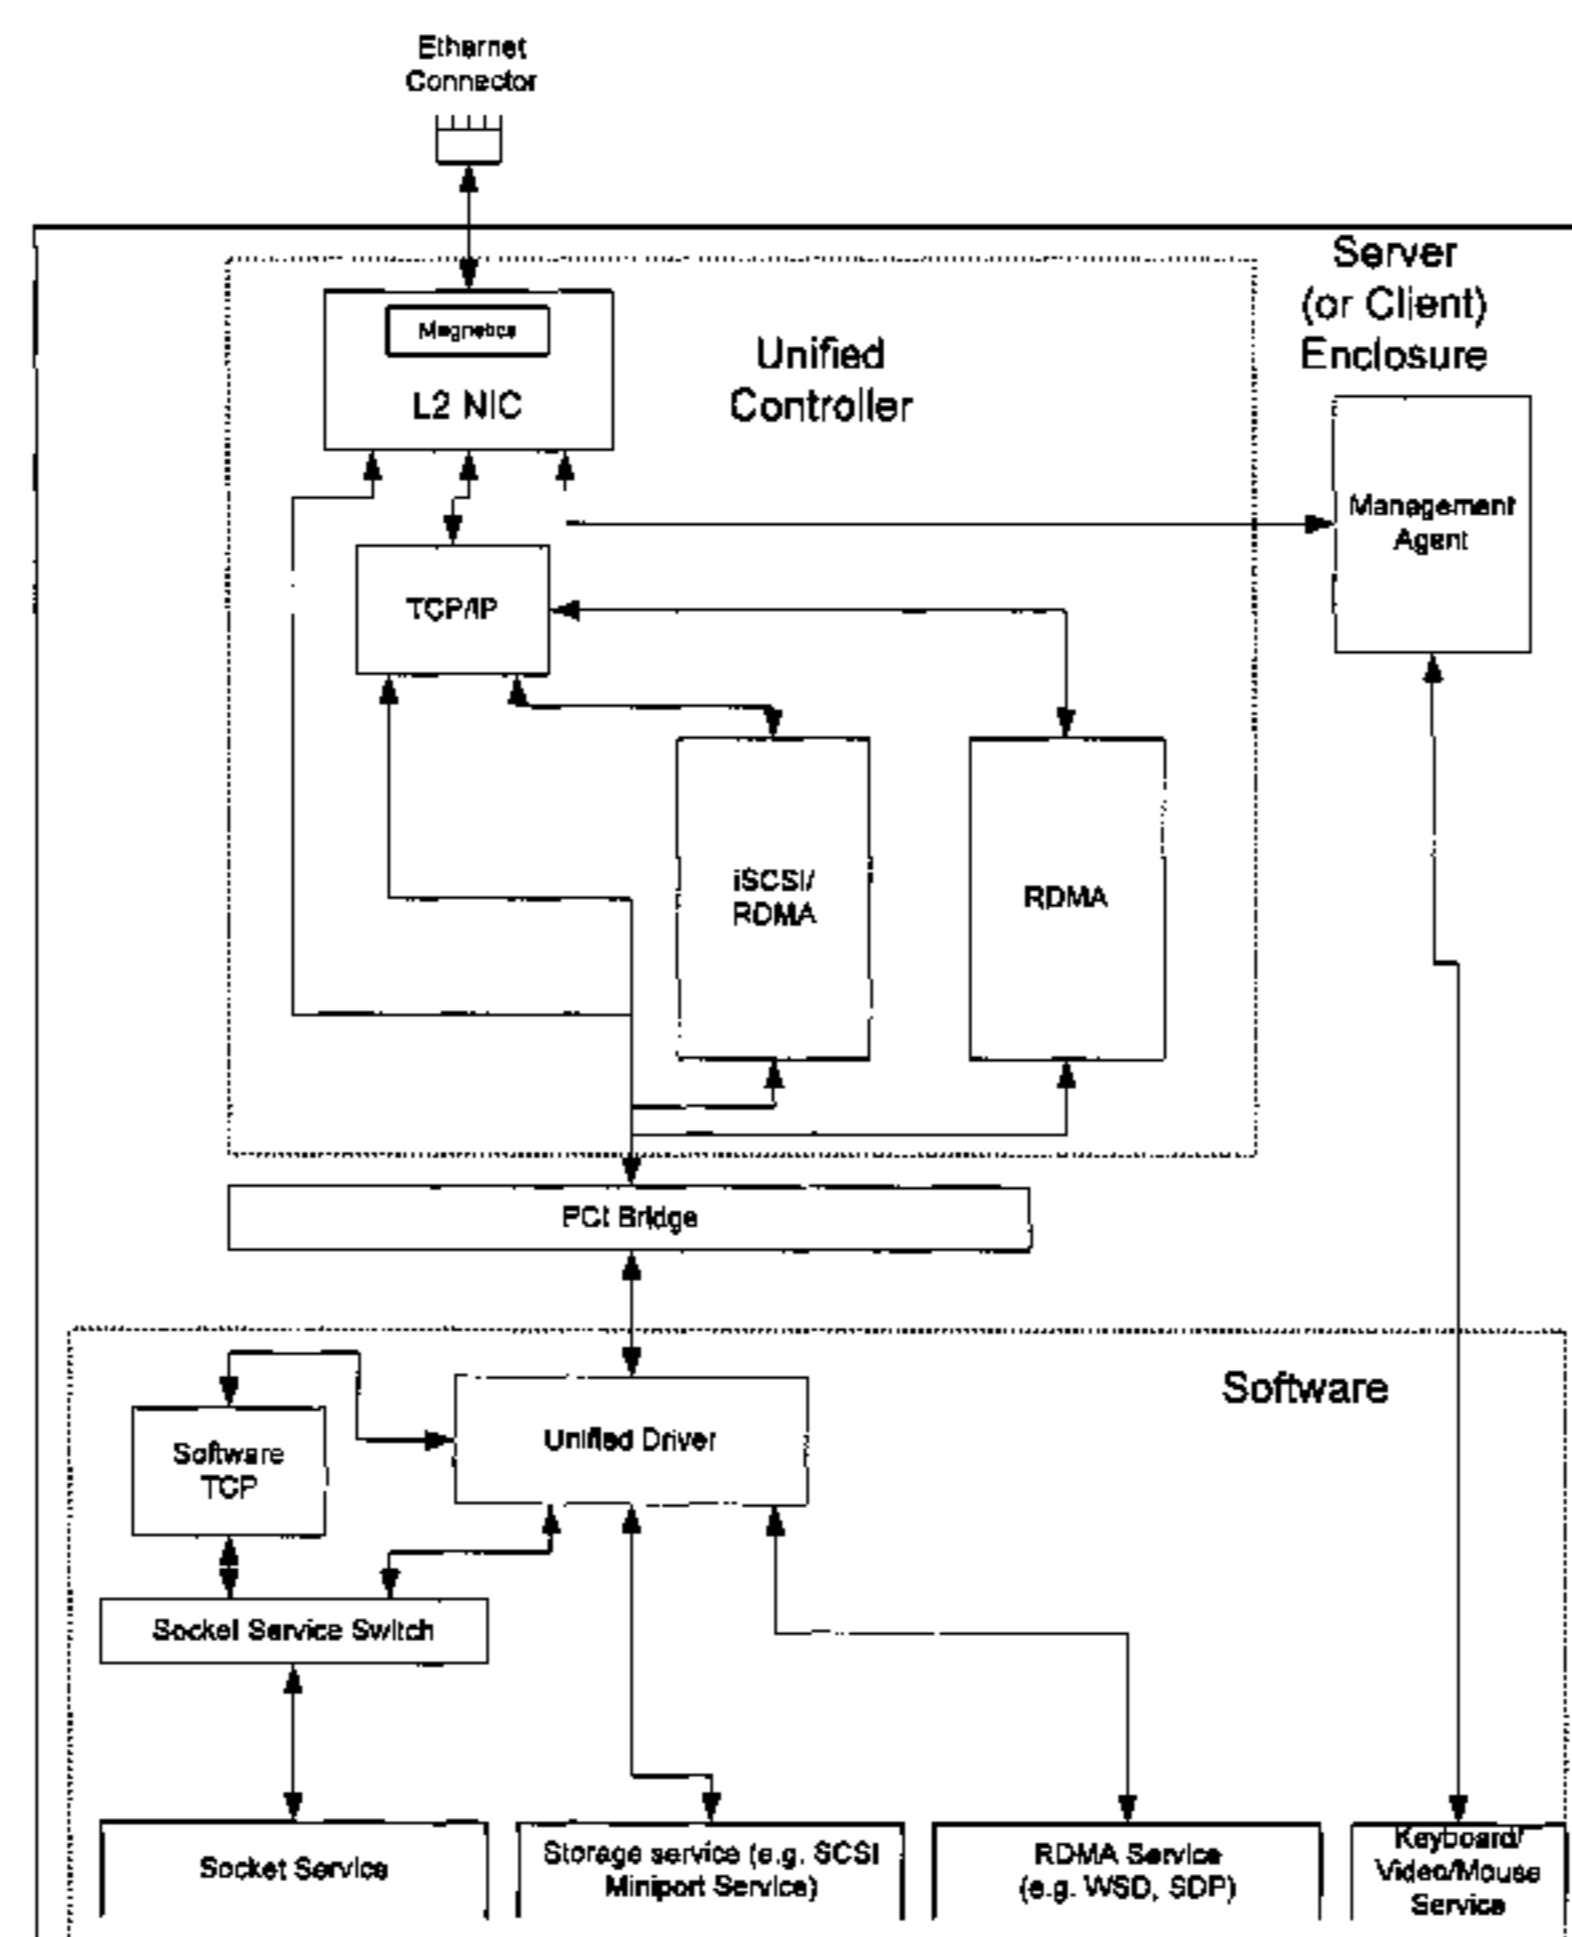 Ethernet
Connector
Server
(or Client)
Enclosure
Magnetics
L2 NIC
Unified
Controller
Management
Agent
TCP/IP
iSCSI/
RDMA
RDMA
PCI Bridge
Software
Unified Driver
Software
TCP
Socket Service Switch
Socket Service
Storage service (e.g. SCSI
Miniport Service)
RDMA Service
(e.g. WSD, SDP)
Keyboard/
Video/Mouse
Service